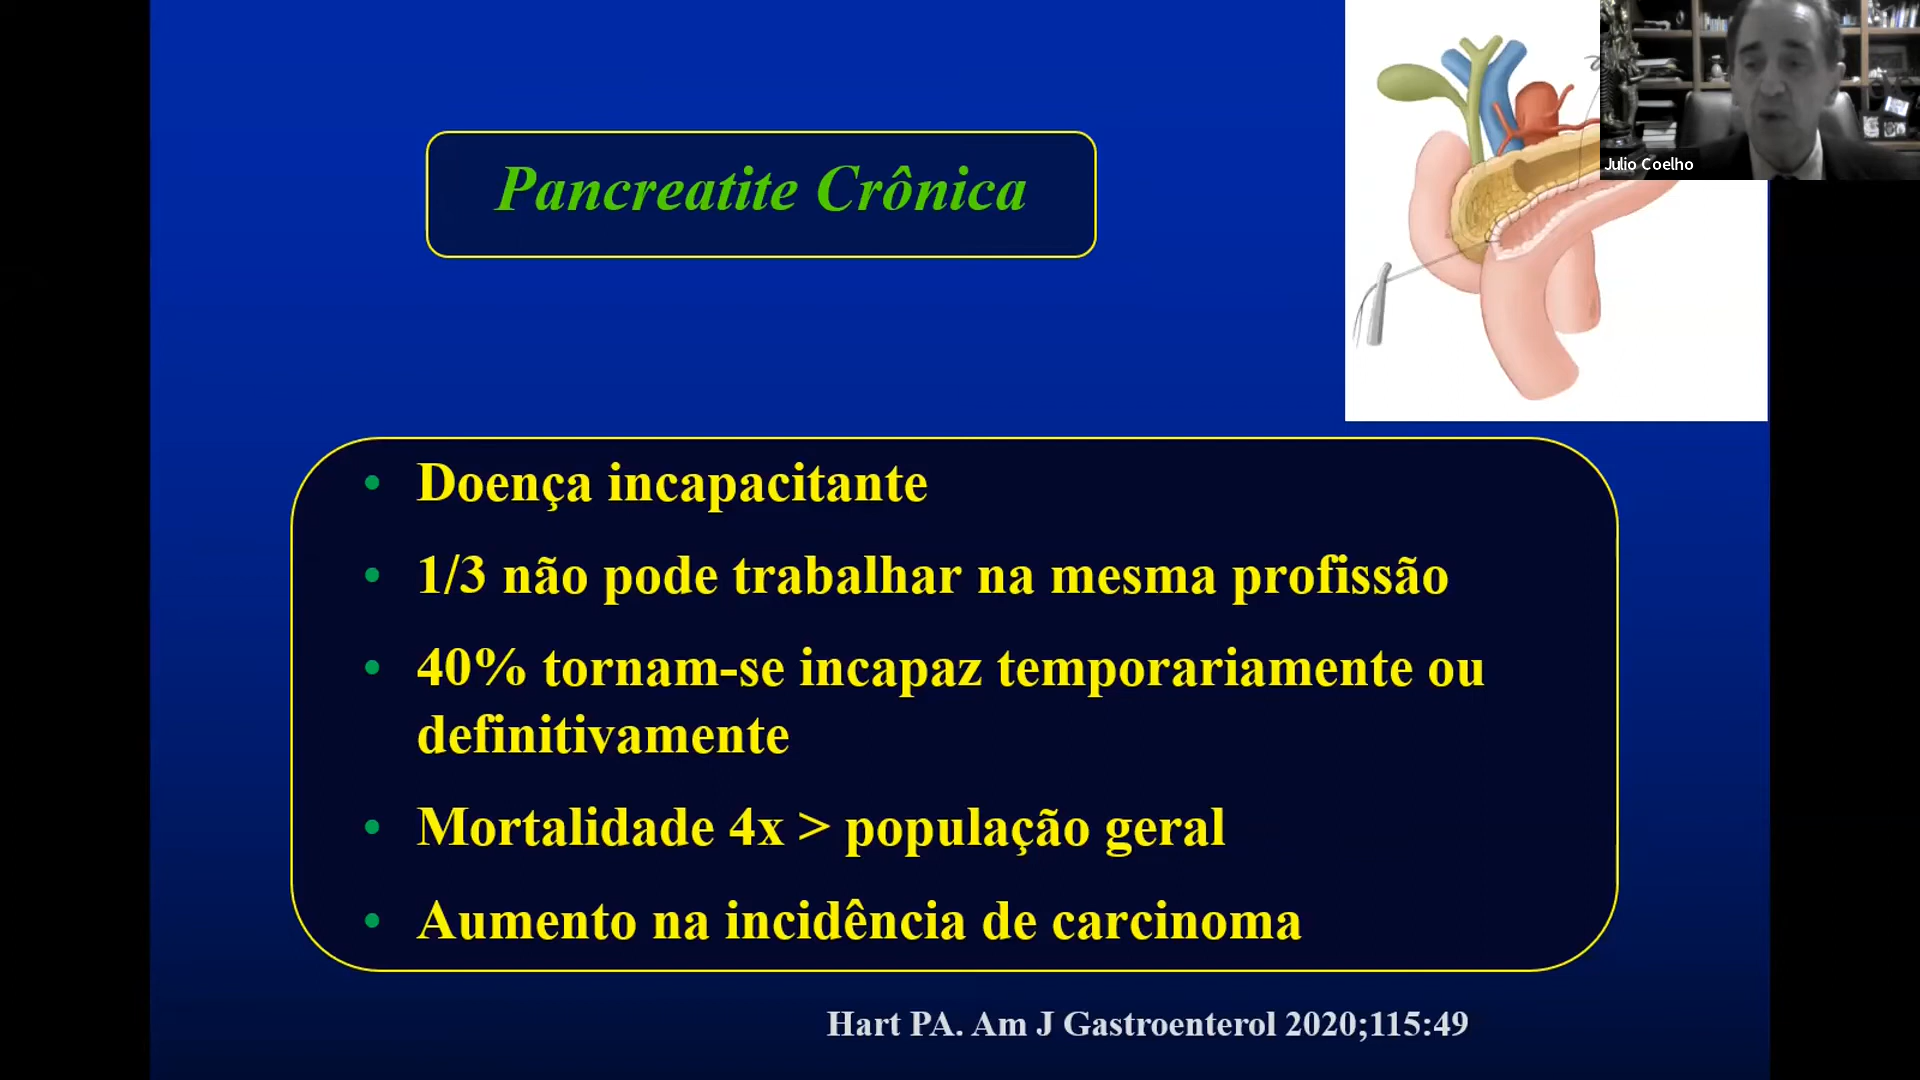 Pancreatite Crônica
Julio Coelho
• Doença incapacitante
• 1/3 não pode trabalhar na mesma profissão
• 40% tornam-se incapaz temporariamente ou
definitivamente
• Mortalidade 4x > população geral
• Aumento na incidência de carcinoma
Hart PA. Am J Gastroenterol 2020;115:49